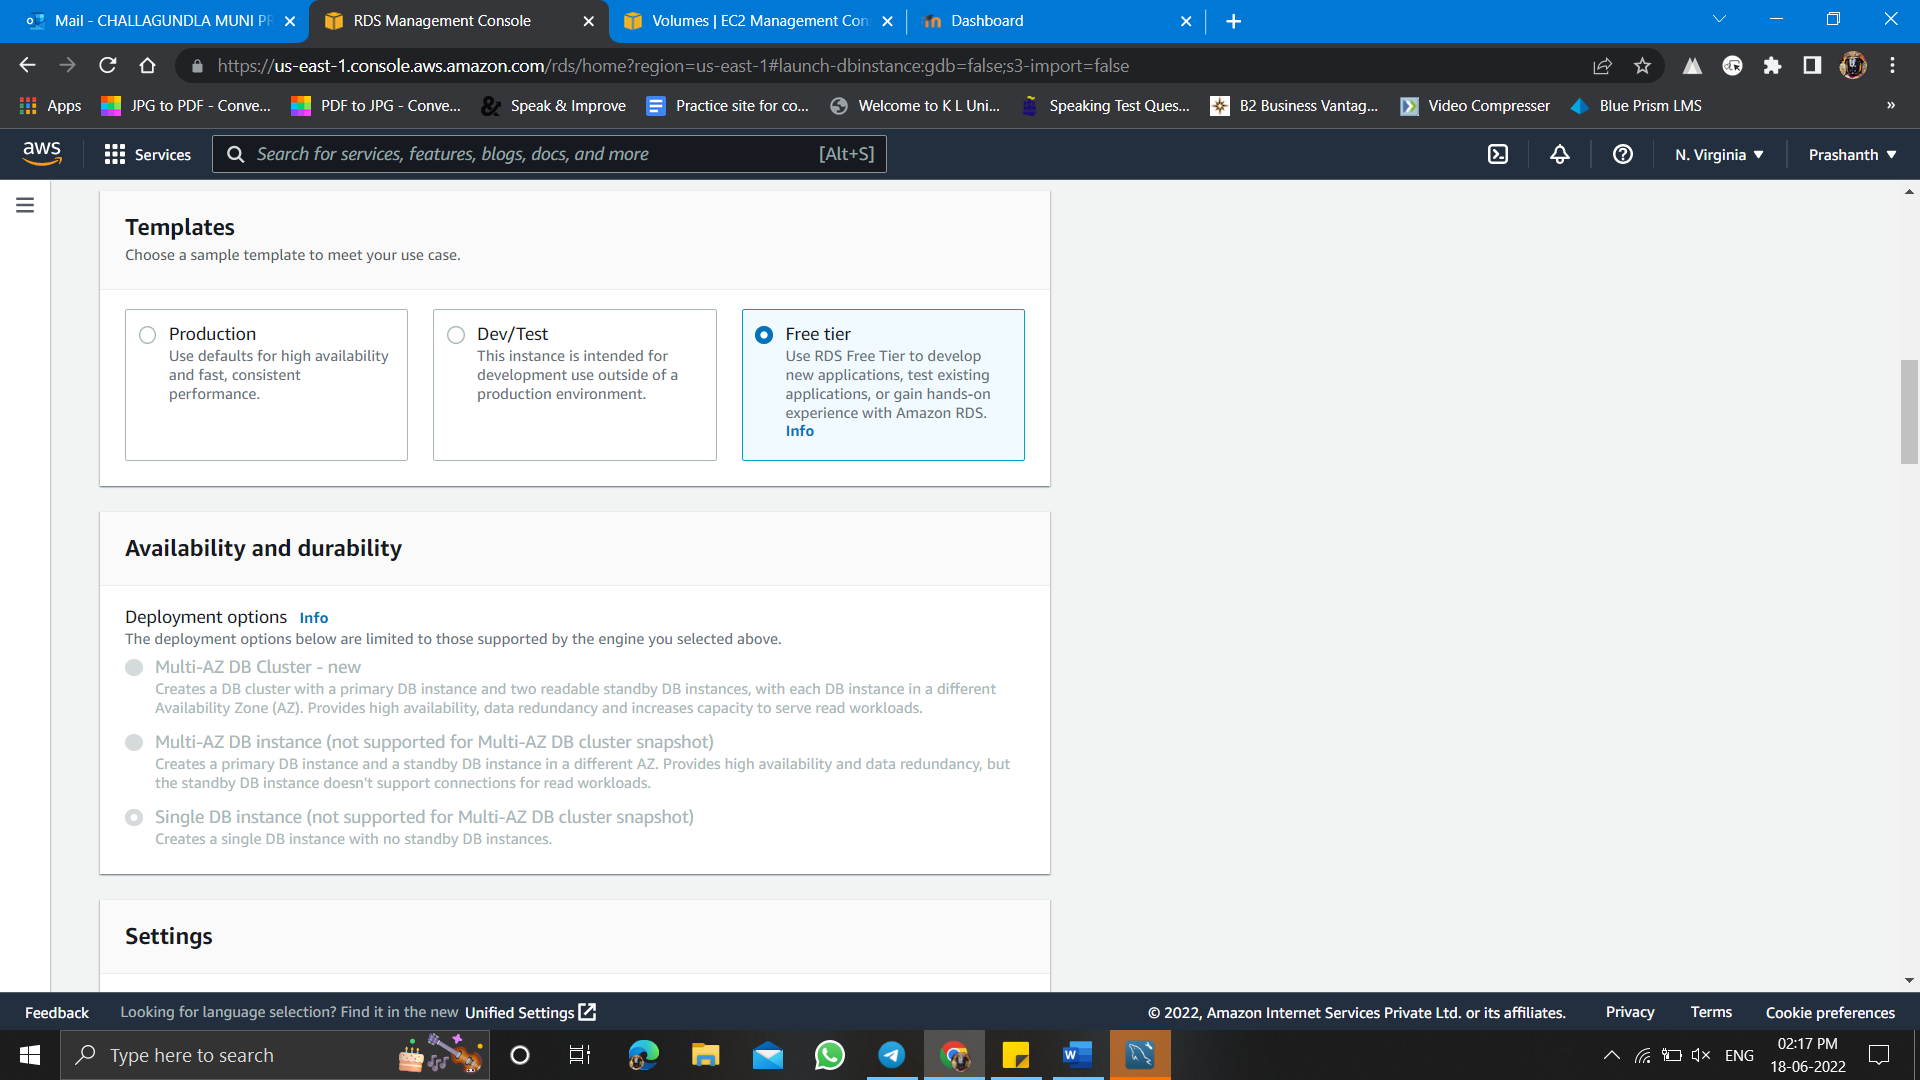 Mail - CHALLAGUNDLA MUNI PR
RDS Management Console
Volumes | EC2 Management Con
Dashboard
https://us-east-1.console.aws.amazon.com/rds/home?region=us-east-1#launch-dbinstance:gdb=false;s3-import=false
Apps
JPG to PDF - Conve...
PDF to JPG - Conve...
Speak & Improve
Practice site for co...
Welcome to K L Uni...
Speaking Test Ques...
B2 Business Vantag...
Video Compresser
Blue Prism LMS
»
aws
Services
Search for services, features, blogs, docs, and more
[Alt+S]
N. Virginia
Prashanth
Templates
Choose a sample template to meet your use case.
Production
Use defaults for high availability
and fast, consistent
performance.
Dev/Test
This instance is intended for
development use outside of a
production environment.
Free tier
Use RDS Free Tier to develop
new applications, test existing
applications, or gain hands-on
experience with Amazon RDS.
Info
Availability and durability
Deployment options Info
The deployment options below are limited to those supported by the engine you selected above.
Multi-AZ DB Cluster - new
Creates a DB cluster with a primary DB instance and two readable standby DB instances, with each DB instance in a different
Availability Zone (AZ). Provides high availability, data redundancy and increases capacity to serve read workloads.
Multi-AZ DB instance (not supported for Multi-AZ DB cluster snapshot)
Creates a primary DB instance and a standby DB instance in a different AZ. Provides high availability and data redundancy, but
the standby DB instance doesn't support connections for read workloads.
Single DB instance (not supported for Multi-AZ DB cluster snapshot)
Creates a single DB instance with no standby DB instances.
Settings
Feedback
Looking for language selection? Find it in the new Unified Settings
© 2022, Amazon Internet Services Private Ltd. or its affiliates.
Privacy
Terms
Cookie preferences
Type here to search
ENG
02:17 PM
18-06-2022